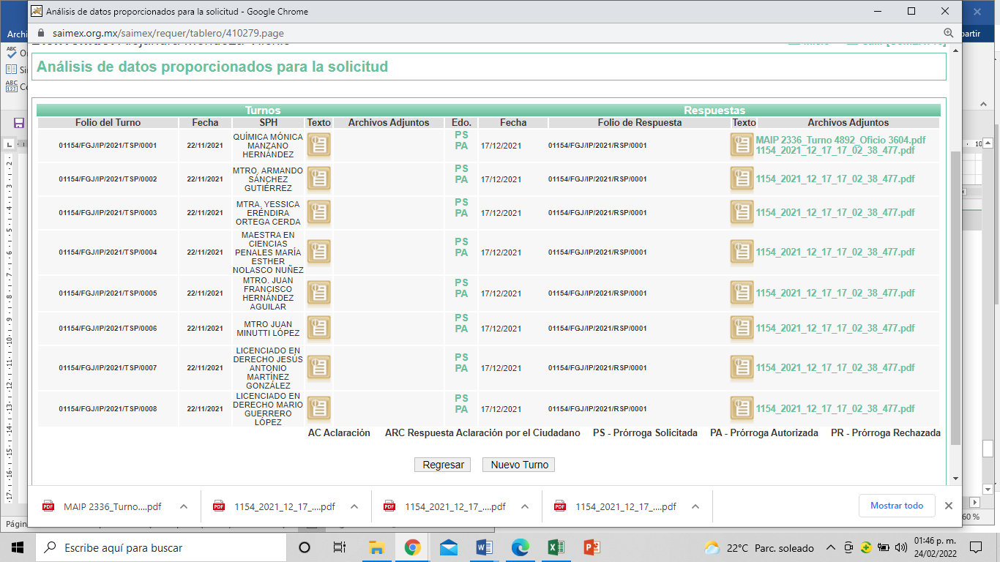 Análisis de datos proporcionados para la solicitud - Google Chrome
saimex.org.mx/saimex/requer/tablero/410279.page
Archi
partir
Análisis de datos proporcionados para la solicitud
Turnos Respuestas
Folio del Turno Fecha SPH Texto Archivos Adjuntos Edo. Fecha Folio de Respuesta Texto Archivos Adjuntos
01154/FGJ/IP/2021/TSP/0001 22/11/2021 QUÍMICA MÓNICA MANZANO HERNÁNDEZ PS PA 17/12/2021 01154/FGJ/IP/2021/RSP/0001 MAIP 2336_Turno 4892_Oficio 3604.pdf
1154_2021_12_17_17_02_38_477.pdf
01154/FGJ/IP/2021/TSP/0002 22/11/2021 MTRO. ARMANDO SÁNCHEZ GUTIÉRREZ PS PA 17/12/2021 01154/FGJ/IP/2021/RSP/0001 1154_2021_12_17_17_02_38_477.pdf
01154/FGJ/IP/2021/TSP/0003 22/11/2021 MTRA. YESSICA ERÉNDIRA ORTEGA CERDA PS PA 17/12/2021 01154/FGJ/IP/2021/RSP/0001 1154_2021_12_17_17_02_38_477.pdf
01154/FGJ/IP/2021/TSP/0004 22/11/2021 MAESTRA EN CIENCIAS PENALES MARÍA ESTHER NOLASCO NUÑEZ PS PA 17/12/2021 01154/FGJ/IP/2021/RSP/0001 1154_2021_12_17_17_02_38_477.pdf
01154/FGJ/IP/2021/TSP/0005 22/11/2021 MTRO. JUAN FRANCISCO HERNÁNDEZ AGUILAR PS PA 17/12/2021 01154/FGJ/IP/2021/RSP/0001 1154_2021_12_17_17_02_38_477.pdf
01154/FGJ/IP/2021/TSP/0006 22/11/2021 MTRO JUAN MINUTTI LÓPEZ PS PA 17/12/2021 01154/FGJ/IP/2021/RSP/0001 1154_2021_12_17_17_02_38_477.pdf
01154/FGJ/IP/2021/TSP/0007 22/11/2021 LICENCIADO EN DERECHO JESÚS ANTONIO MARTÍNEZ GONZÁLEZ PS PA 17/12/2021 01154/FGJ/IP/2021/RSP/0001 1154_2021_12_17_17_02_38_477.pdf
01154/FGJ/IP/2021/TSP/0008 22/11/2021 LICENCIADO EN DERECHO MARIO GUERRERO LÓPEZ PS PA 17/12/2021 01154/FGJ/IP/2021/RSP/0001 1154_2021_12_17_17_02_38_477.pdf
AC Aclaración ARC Respuesta Aclaración por el Ciudadano PS - Prórroga Solicitada PA - Prórroga Autorizada PR - Prórroga Rechazada
Regresar Nuevo Turno
MAIP 2336_Turno....pdf 1154_2021_12_17_....pdf 1154_2021_12_17_....pdf 1154_2021_12_17_....pdf Mostrar todo
Págin
60 %
Escribe aquí para buscar
22°C Parc. soleado
01:46 p. m.
24/02/2022